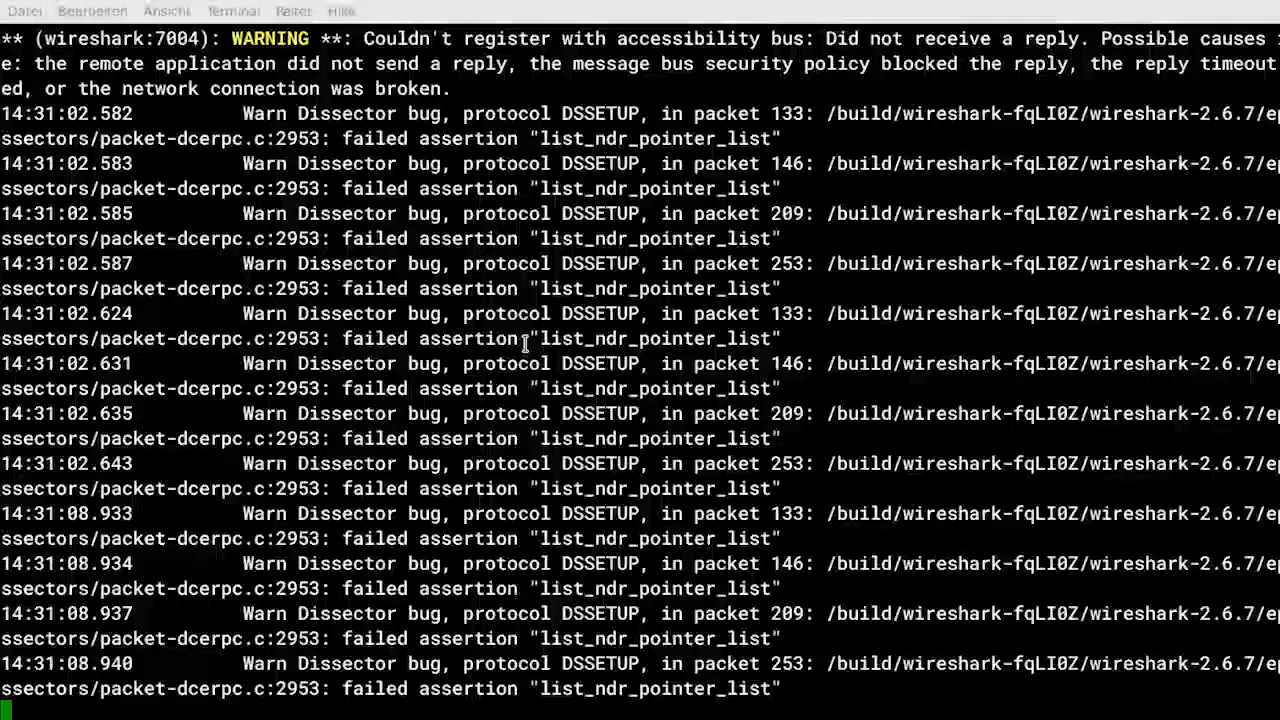 Datei Bearbeiten Ansicht Terminal Reiter Hilfe
** (wireshark:7004): WARNING **: Couldn't register with accessibility bus: Did not receive a reply. Possible causes
e: the remote application did not send a reply, the message bus security policy blocked the reply, the reply timeout
ed, or the network connection was broken.
14:31:02.582 Warn Dissector bug, protocol DSSETUP, in packet 133: /build/wireshark-fqLI0Z/wireshark-2.6.7/ep
ssectors/packet-dcerpc.c:2953: failed assertion "list_ndr_pointer_list"
14:31:02.583 Warn Dissector bug, protocol DSSETUP, in packet 146: /build/wireshark-fqLI0Z/wireshark-2.6.7/ep
ssectors/packet-dcerpc.c:2953: failed assertion "list_ndr_pointer_list"
14:31:02.585 Warn Dissector bug, protocol DSSETUP, in packet 209: /build/wireshark-fqLI0Z/wireshark-2.6.7/ep
ssectors/packet-dcerpc.c:2953: failed assertion "list_ndr_pointer_list"
14:31:02.587 Warn Dissector bug, protocol DSSETUP, in packet 253: /build/wireshark-fqLI0Z/wireshark-2.6.7/ep
ssectors/packet-dcerpc.c:2953: failed assertion "list_ndr_pointer_list"
14:31:02.624 Warn Dissector bug, protocol DSSETUP, in packet 133: /build/wireshark-fqLI0Z/wireshark-2.6.7/ep
ssectors/packet-dcerpc.c:2953: failed assertion "list_ndr_pointer_list"
14:31:02.631 Warn Dissector bug, protocol DSSETUP, in packet 146: /build/wireshark-fqLI0Z/wireshark-2.6.7/ep
ssectors/packet-dcerpc.c:2953: failed assertion "list_ndr_pointer_list"
14:31:02.635 Warn Dissector bug, protocol DSSETUP, in packet 209: /build/wireshark-fqLI0Z/wireshark-2.6.7/ep
ssectors/packet-dcerpc.c:2953: failed assertion "list_ndr_pointer_list"
14:31:02.643 Warn Dissector bug, protocol DSSETUP, in packet 253: /build/wireshark-fqLI0Z/wireshark-2.6.7/ep
ssectors/packet-dcerpc.c:2953: failed assertion "list_ndr_pointer_list"
14:31:08.933 Warn Dissector bug, protocol DSSETUP, in packet 133: /build/wireshark-fqLI0Z/wireshark-2.6.7/ep
ssectors/packet-dcerpc.c:2953: failed assertion "list_ndr_pointer_list"
14:31:08.934 Warn Dissector bug, protocol DSSETUP, in packet 146: /build/wireshark-fqLI0Z/wireshark-2.6.7/ep
ssectors/packet-dcerpc.c:2953: failed assertion "list_ndr_pointer_list"
14:31:08.937 Warn Dissector bug, protocol DSSETUP, in packet 209: /build/wireshark-fqLI0Z/wireshark-2.6.7/ep
ssectors/packet-dcerpc.c:2953: failed assertion "list_ndr_pointer_list"
14:31:08.940 Warn Dissector bug, protocol DSSETUP, in packet 253: /build/wireshark-fqLI0Z/wireshark-2.6.7/ep
ssectors/packet-dcerpc.c:2953: failed assertion "list_ndr_pointer_list"